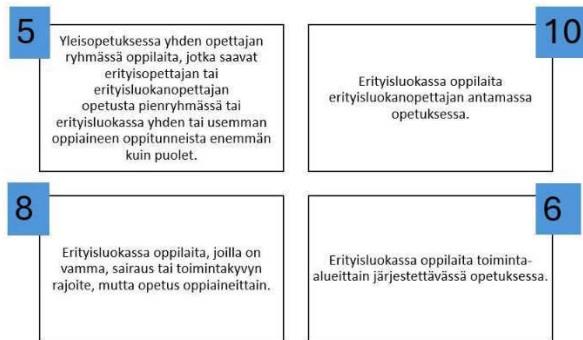 5
Yleisopetuksessa yhden opettajan
ryhmässä oppilaita, jotka saavat
erityisopettajan tai
erityisluokanopettajan
opetusta pienryhmässä tai
erityisluokassa yhden tai usemman
oppiaineen oppitunneista enemmän
kuin puolet.
10
Erityisluokassa oppilaita
erityisluokanopettajan antamassa
opetuksessa.
8
Erityisluokassa oppilaita, joilla on
vamma, sairaus tai toimintakyvyn
rajoite, mutta opetus oppiaineittain.
6
Erityisluokassa oppilaita toiminta-
alueittain järjestettävässä opetuksessa.